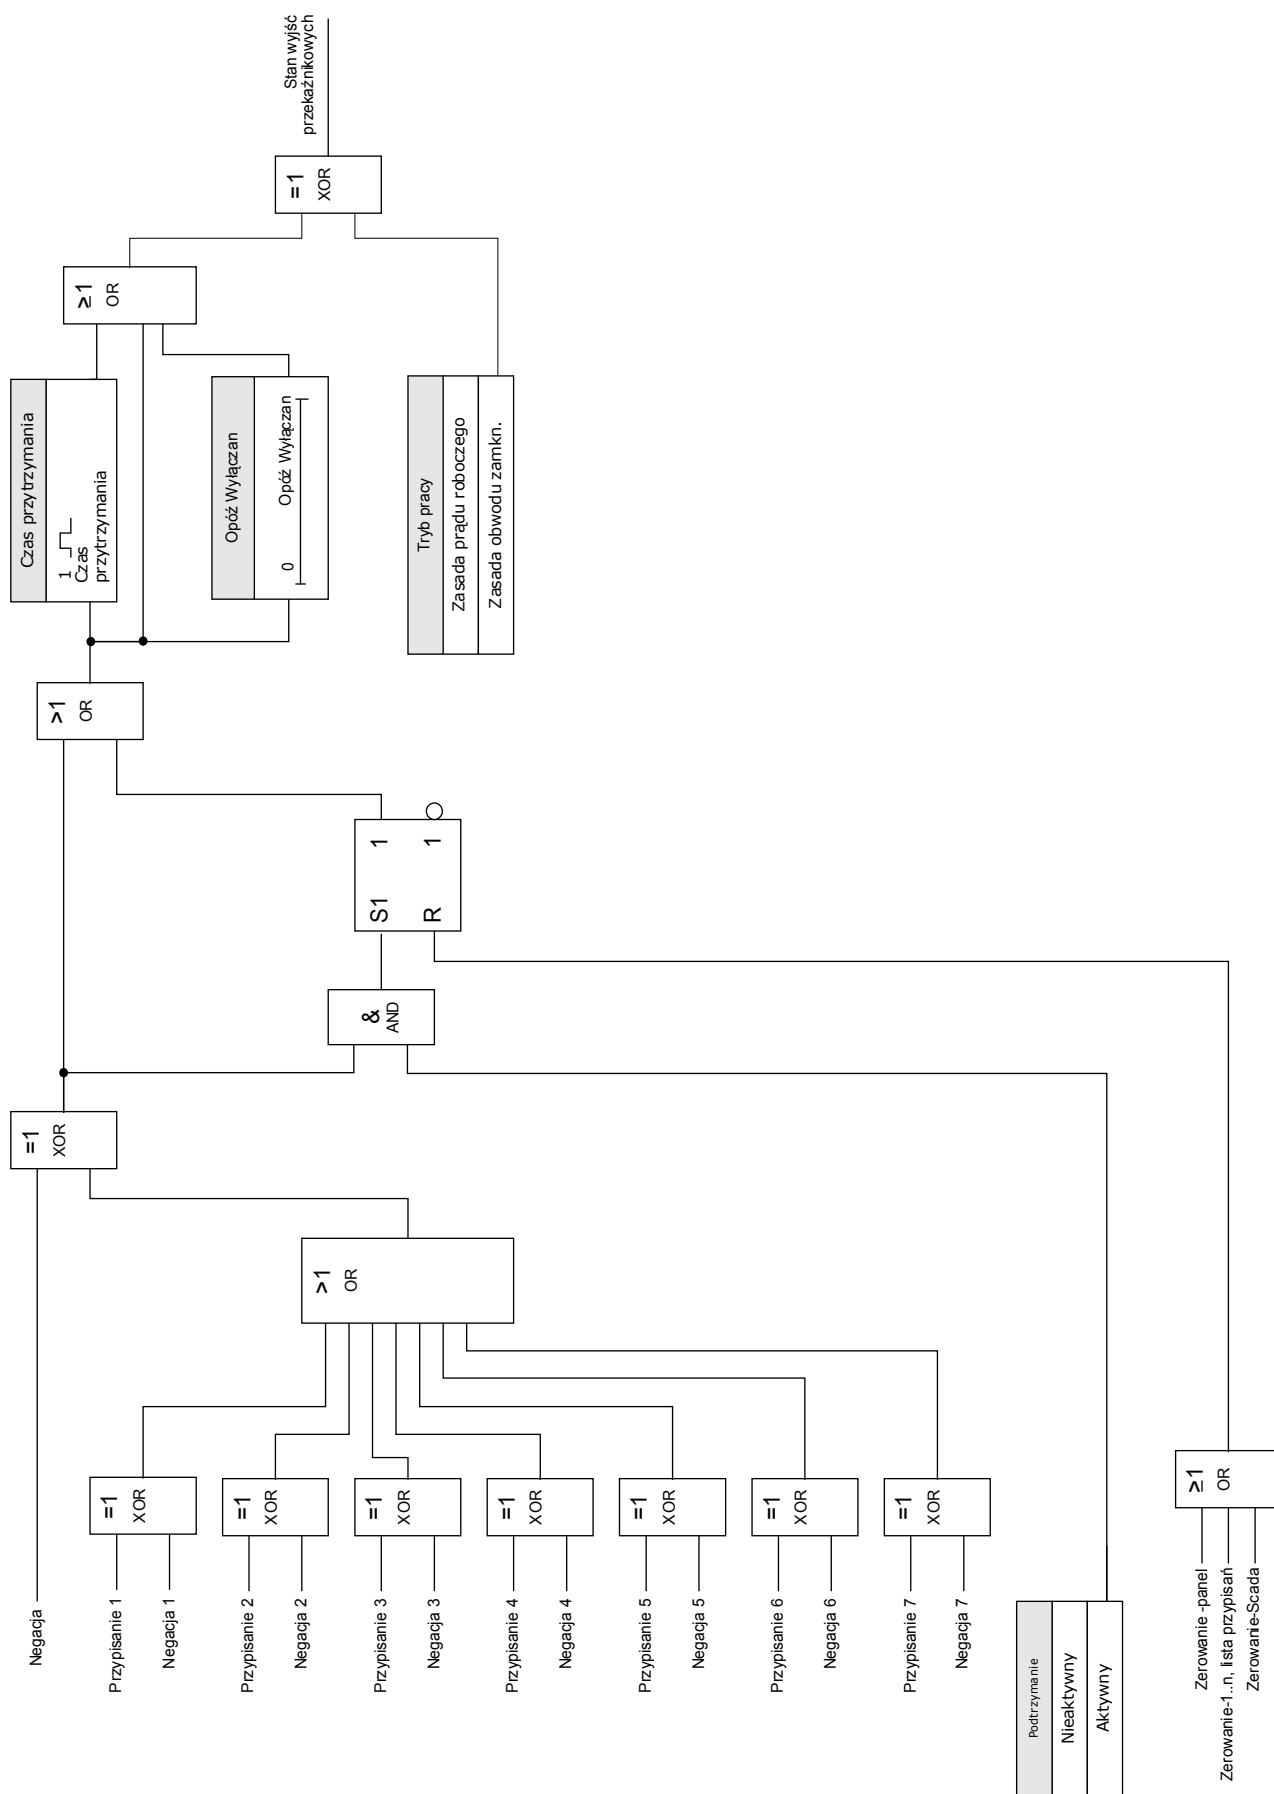 Negacja
Przypisanie 1
Negacja 1
Przypisanie 2
Negacja 2
Przypisanie 3
Negacja 3
Przypisanie 4
Negacja 4
Przypisanie 5
Negacja 5
Przypisanie 6
Negacja 6
Przypisanie 7
Negacja 7
=1
XOR
=1
XOR
=1
XOR
=1
XOR
=1
XOR
=1
XOR
=1
XOR
>1
OR
=1
XOR
Podtrzymanie
Nieaktywny
Aktywny
Zerowanie -panel
Zerowanie-1..n, lista przypisań
Zerowanie-Scada
≥1
OR
&
AND
S1 1
R 1
>1
OR
Czas przytrzymania
1
Czas
przytrzymania
Opóź Wyłączan
0 Opóź Wyłączan
Tryb pracy
Zasada prądu roboczego
Zasada obwodu zamkn.
≥1
OR
=1
XOR
Stan wyjść
przekaźnikowych